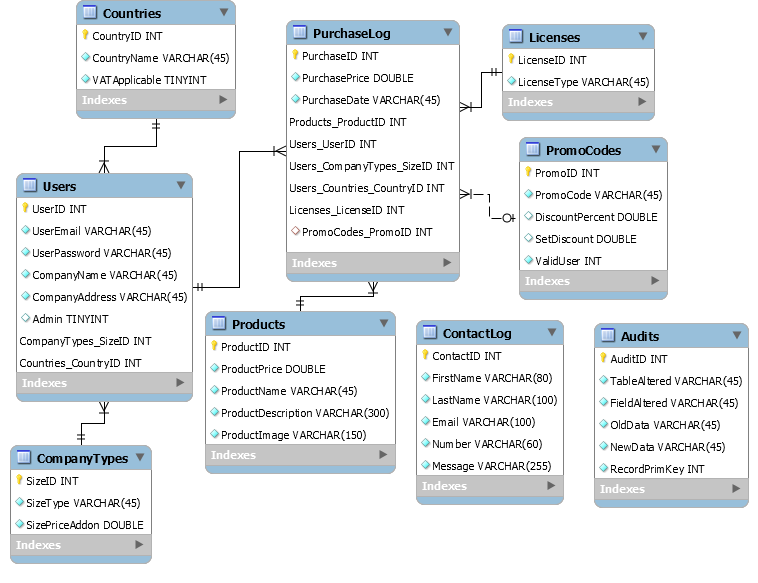 Countries
CountryID INT
CountryName VARCHAR(45)
VATApplicable TINYINT
Indexes
PurchaseLog
PurchaseID INT
PurchasePrice DOUBLE
PurchaseDate VARCHAR(45)
Products_ProductID INT
Users_UserID INT
Users_CompanyTypes_SizeID INT
Users_Countries_CountryID INT
Licenses_LicenseID INT
PromoCodes_PromoID INT
Indexes
Licenses
LicenseID INT
LicenseType VARCHAR(45)
Indexes
PromoCodes
PromoID INT
PromoCode VARCHAR(45)
DiscountPercent DOUBLE
SetDiscount DOUBLE
ValidUser INT
Indexes
Users
UserID INT
UserEmail VARCHAR(45)
UserPassword VARCHAR(45)
CompanyName VARCHAR(45)
CompanyAddress VARCHAR(45)
Admin TINYINT
CompanyTypes_SizeID INT
Countries_CountryID INT
Indexes
Products
ProductID INT
ProductPrice DOUBLE
ProductName VARCHAR(45)
ProductDescription VARCHAR(300)
ProductImage VARCHAR(150)
Indexes
ContactLog
ContactID INT
FirstName VARCHAR(80)
LastName VARCHAR(100)
Email VARCHAR(100)
Number VARCHAR(60)
Message VARCHAR(255)
Indexes
Audits
AuditID INT
TableAltered VARCHAR(45)
FieldAltered VARCHAR(45)
OldData VARCHAR(45)
NewData VARCHAR(45)
RecordPrimKey INT
Indexes
CompanyTypes
SizeID INT
SizeType VARCHAR(45)
SizePriceAddon DOUBLE
Indexes